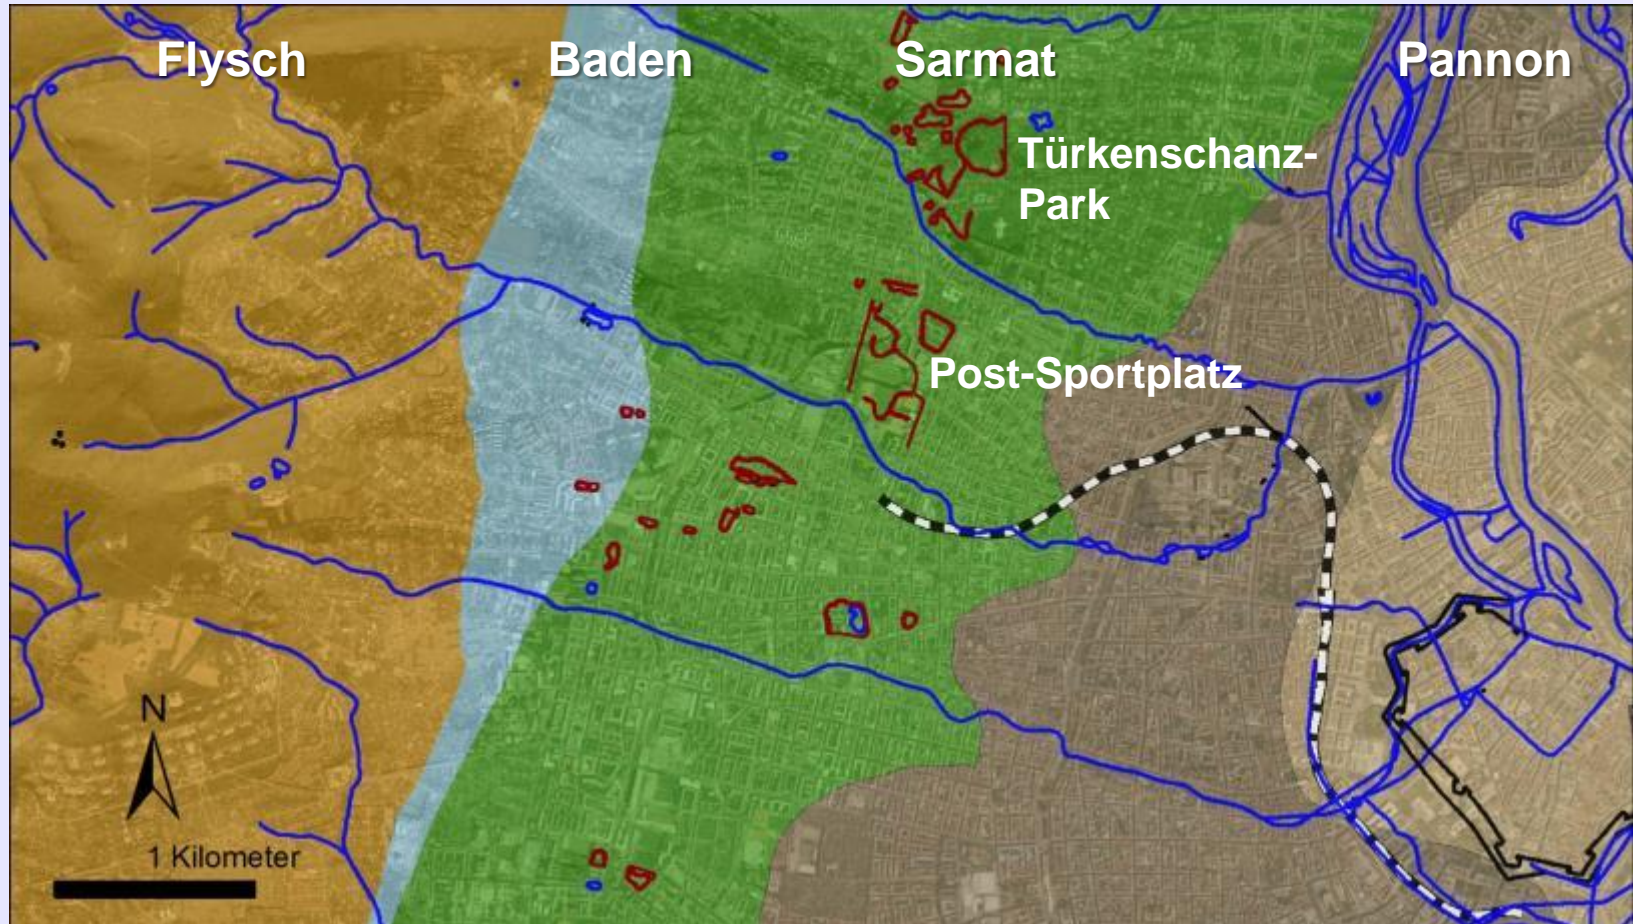 Flysch
Baden
Sarmat
Pannon
Türkenschanz-
Park
Post-Sportplatz
N
1 Kilometer